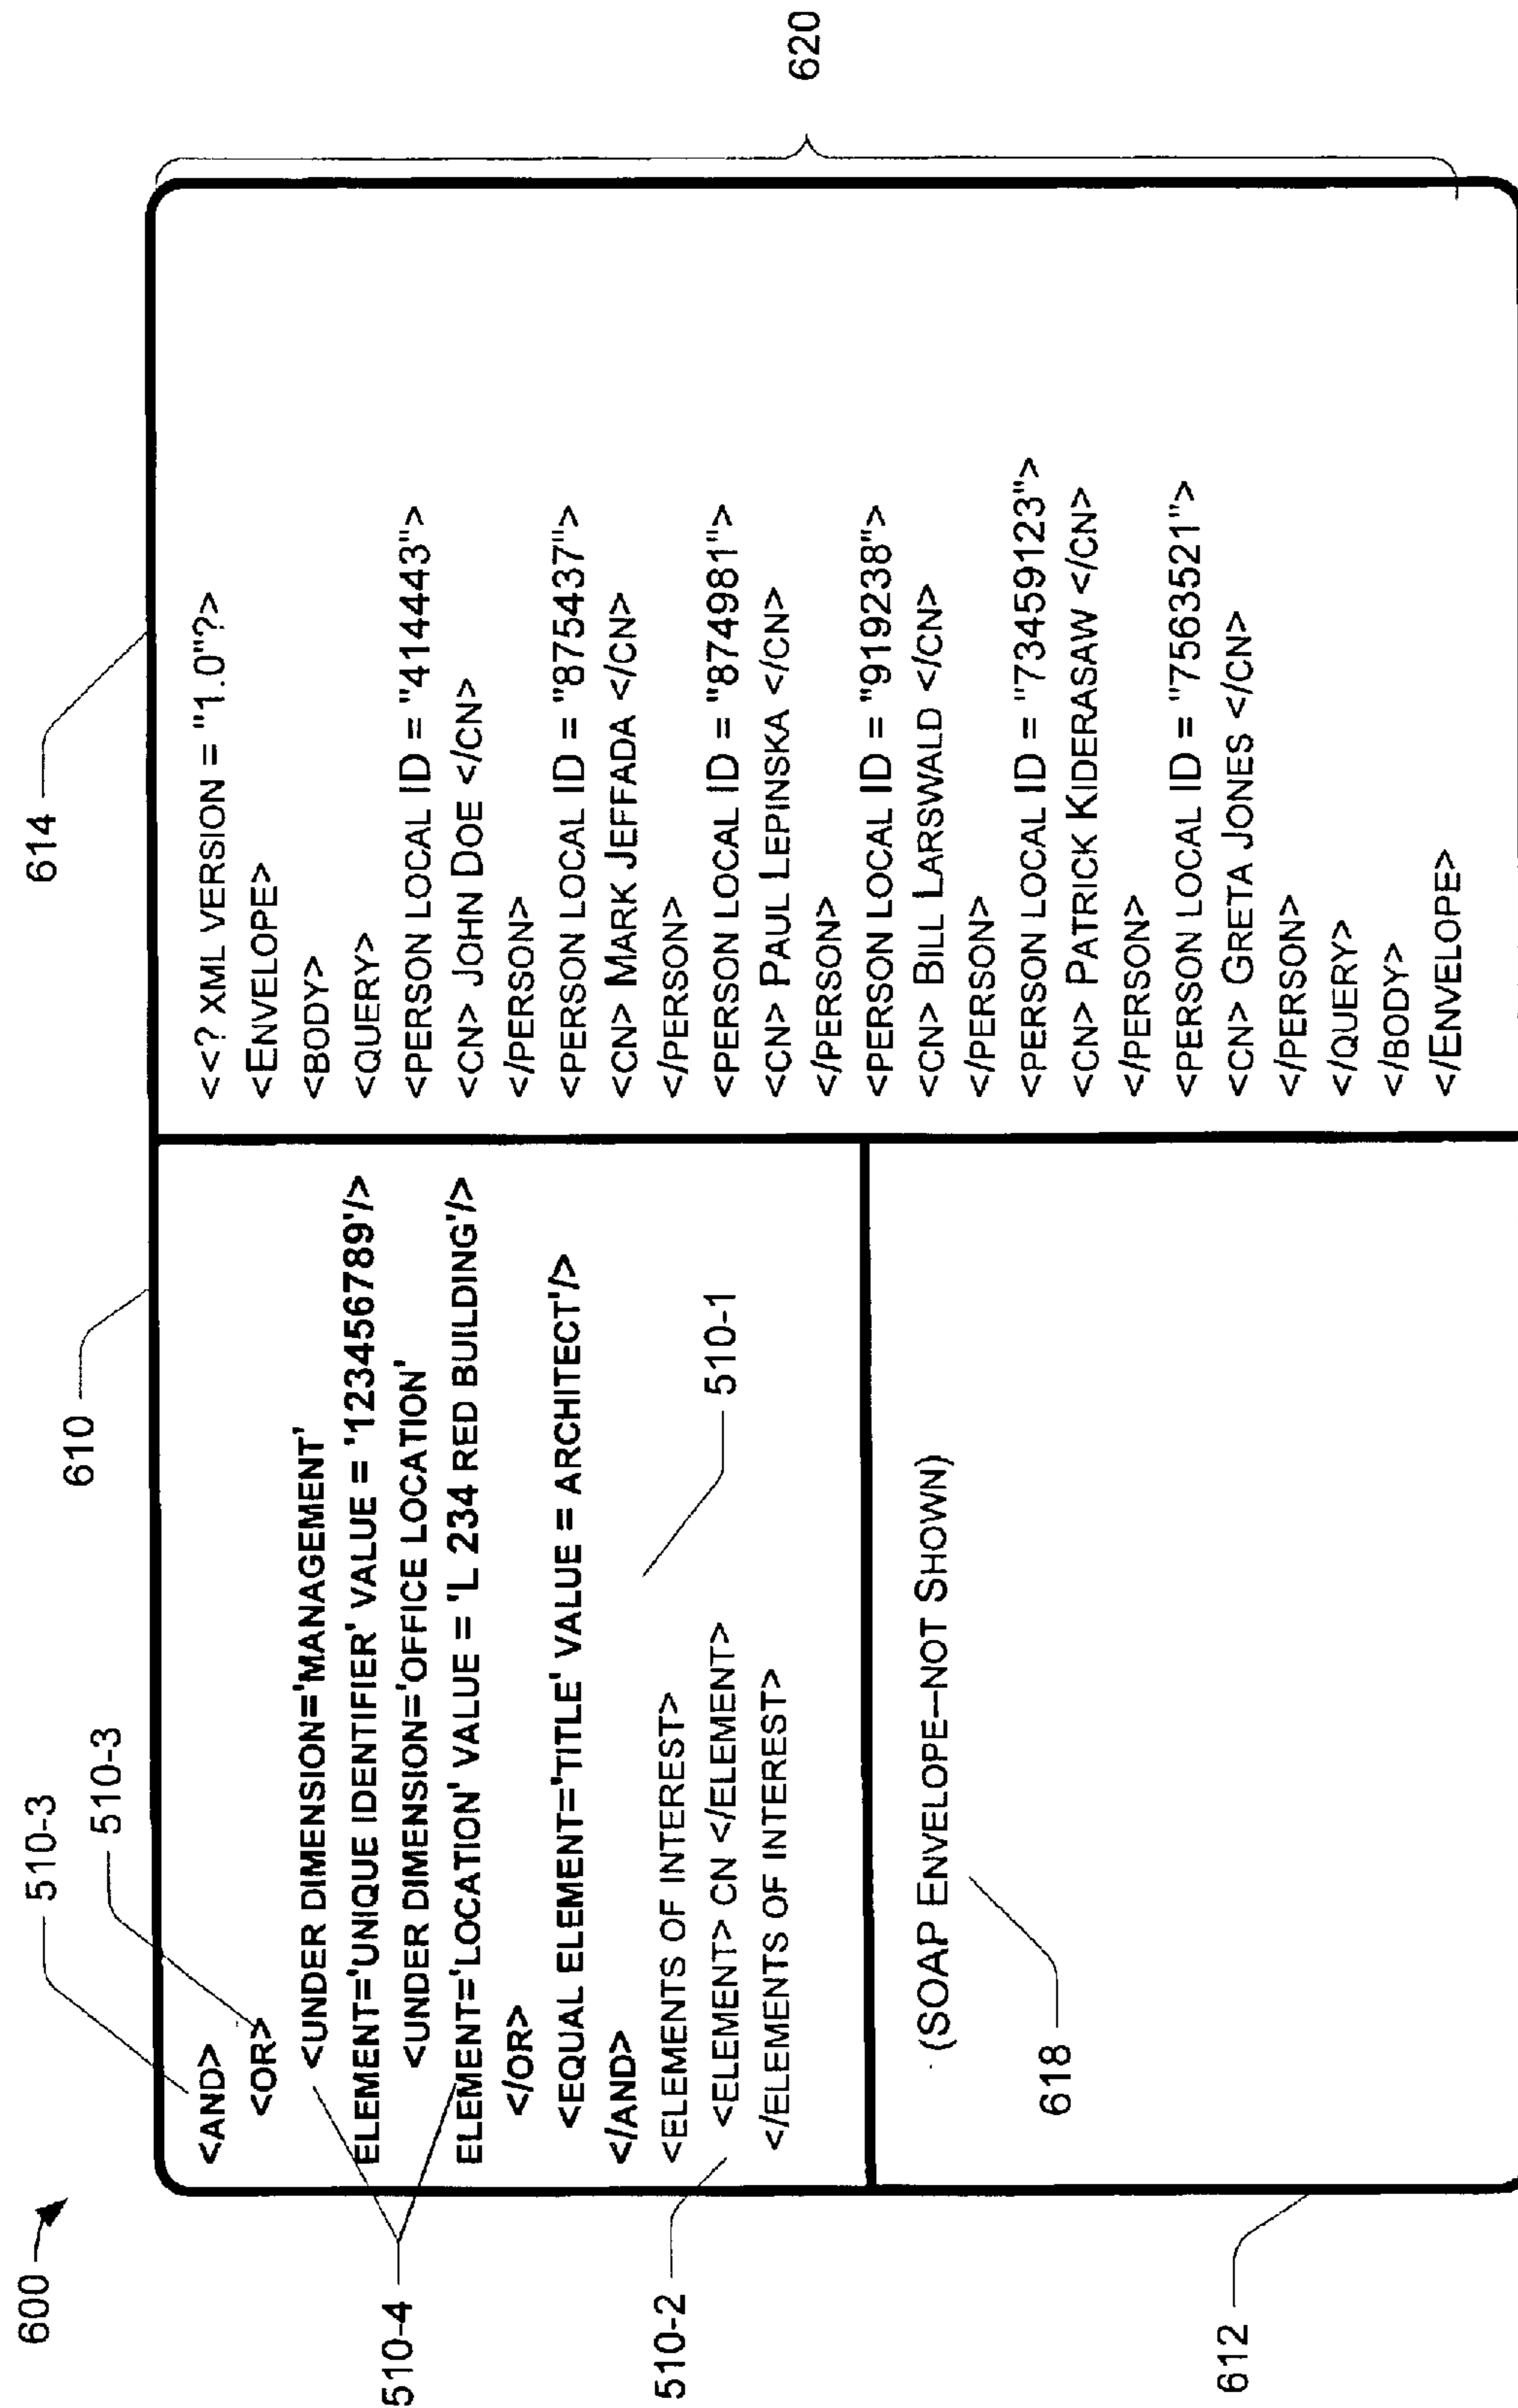 600
510-3
510-3
610
614
<AND>
<OR>
<UNDER DIMENSION='MANAGEMENT'
ELEMENT='UNIQUE IDENTIFIER' VALUE = '123456789'/>
<UNDER DIMENSION='OFFICE LOCATION'
ELEMENT='LOCATION' VALUE = 'L 234 RED BUILDING'/>
</OR>
<EQUAL ELEMENT='TITLE' VALUE = ARCHITECT'/>
</AND>
<ELEMENTS OF INTEREST>
<ELEMENT> CN </ELEMENT>
</ELEMENTS OF INTEREST>
510-4
510-2
510-1
(SOAP ENVELOPE–NOT SHOWN)
618
612
<<? XML VERSION = "1.0"?>
<ENVELOPE>
<BODY>
<QUERY>
<PERSON LOCAL ID = "414443">
<CN> JOHN DOE </CN>
</PERSON>
<PERSON LOCAL ID = "875437">
<CN> MARK JEFFADA </CN>
</PERSON>
<PERSON LOCAL ID = "874981">
<CN> PAUL LEPINSKA </CN>
</PERSON>
<PERSON LOCAL ID = "919238">
<CN> BILL LARSWALD </CN>
</PERSON>
<PERSON LOCAL ID = "73459123">
<CN> PATRICK KIDERASAW </CN>
</PERSON>
<PERSON LOCAL ID = "7563521">
<CN> GRETA JONES </CN>
</PERSON>
</QUERY>
</BODY>
</ENVELOPE>
620